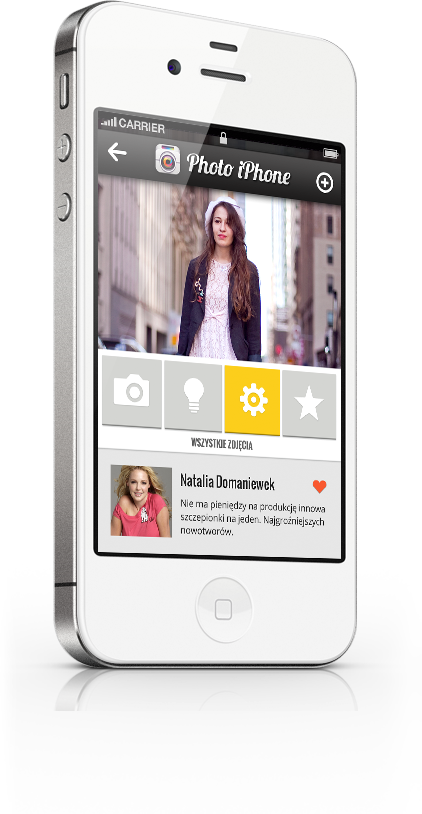 CARRIER
Photo iPhone
WSZYSTKIE ZDJĘCIA
Natalia Domaniewek
Nie ma pieniędzy na produkcję innowa
szczepionki na jeden. Najgroźniejszych
nowotworów.